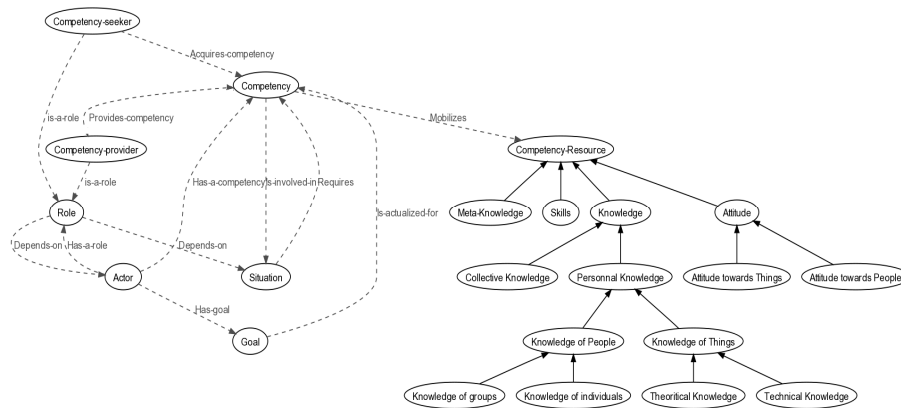 Competency-seeker
Acquires-competency
Competency
is-a-role
Provides-competency
Mobilizes
Competency-provider
Competency-Resource
is-a-role
Has-a-competency
is-involved-in
Requires
Is-actualized-for
Role
Meta-Knowledge
Skills
Knowledge
Attitude
Depends-on
Has-a-role
Depends-on
Actor
Situation
Collective Knowledge
Personnal Knowledge
Attitude towards Things
Attitude towards People
Has-goal
Goal
Knowledge of People
Knowledge of Things
Knowledge of groups
Knowledge of individuals
Theoritical Knowledge
Technical Knowledge